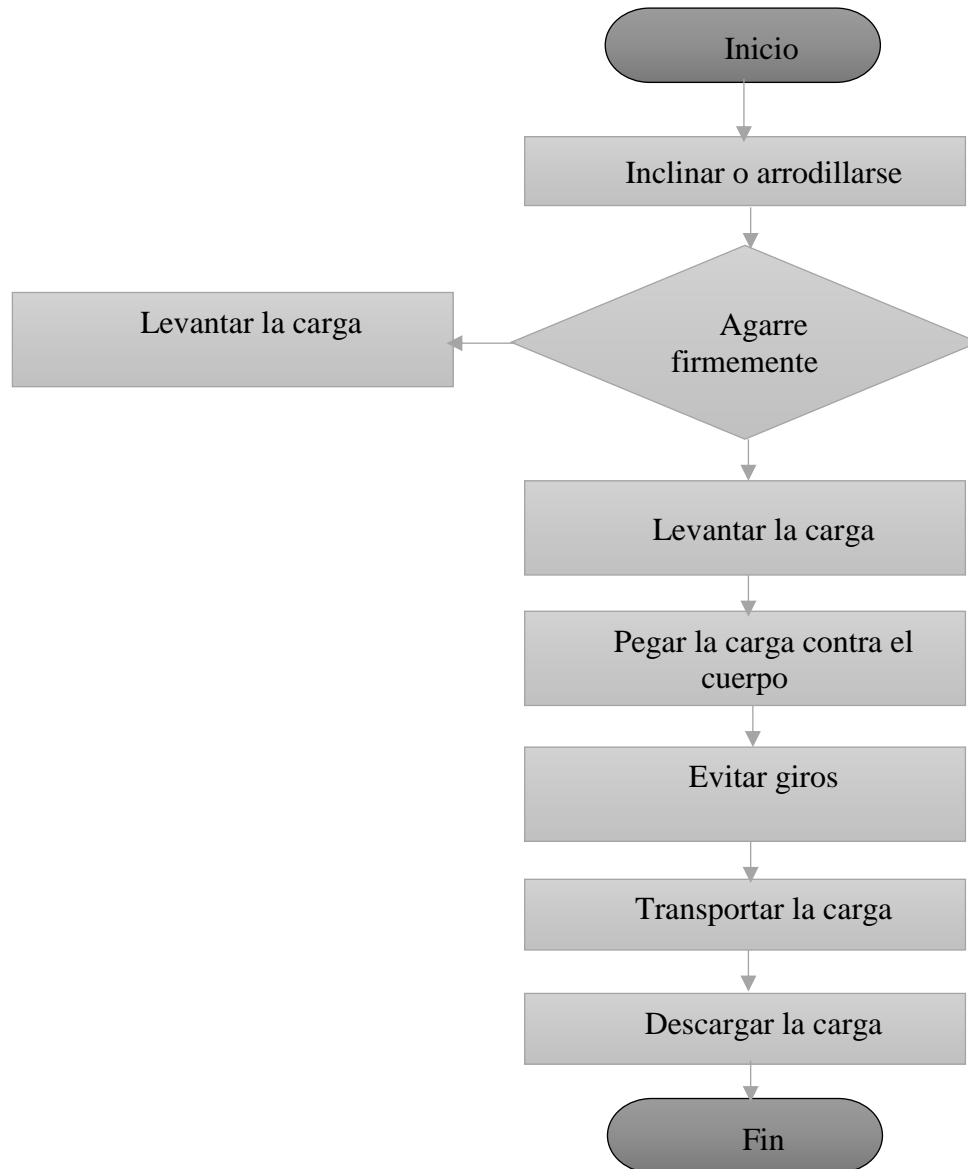 Inicio
Inclinar o arrodillarse
Levantar la carga
Agarre
firmemente
Levantar la carga
Pegar la carga contra el
cuerpo
Evitar giros
Transportar la carga
Descargar la carga
Fin